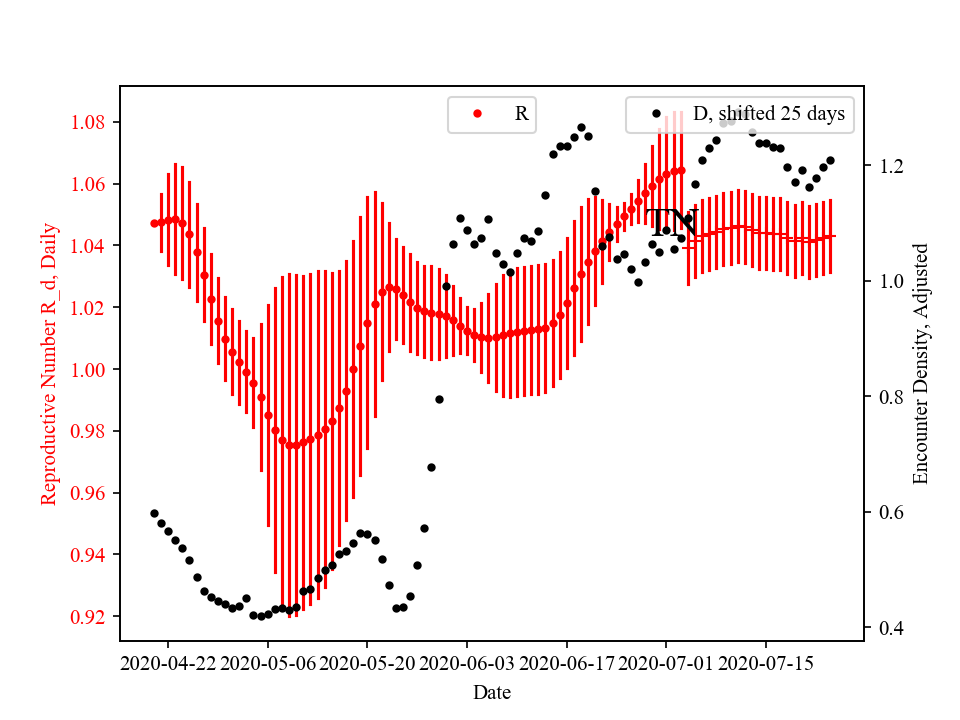 R
D, shifted 25 days
TN
Reproductive Number R_d, Daily
1.08
1.06
1.04
1.02
1.00
0.98
0.96
0.94
0.92
1.2
1.0
0.8
0.6
0.4
Encounter Density, Adjusted
2020-04-22 2020-05-06 2020-05-20 2020-06-03 2020-06-17 2020-07-01 2020-07-15
Date